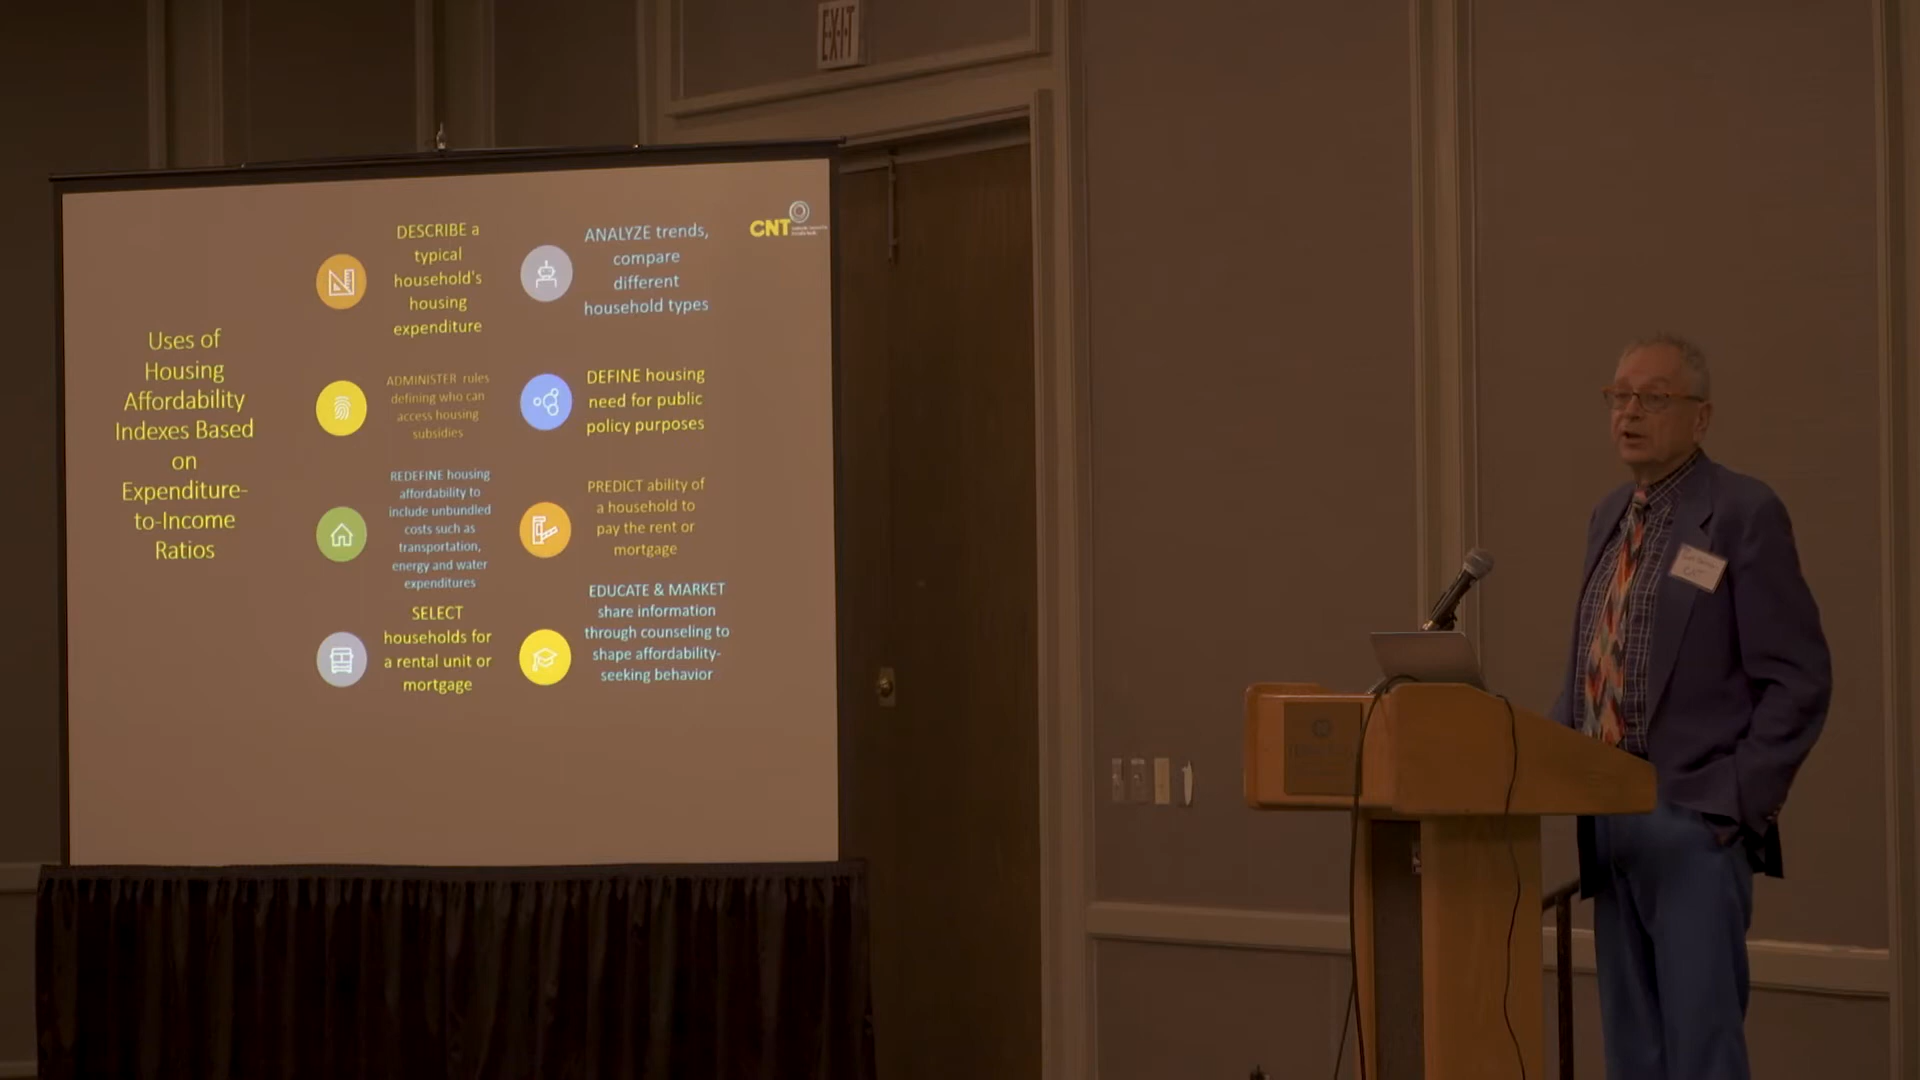 EXIT
CNT
Uses of
Housing
Affordability
Indexes Based
on
Expenditure-
to-Income
Ratios
DESCRIBE a
typical
household's
housing
expenditure
ANALYZE trends,
compare
different
household types
ADMINISTER rules
defining who can
access housing
subsidies
DEFINE housing
need for public
policy purposes
REDEFINE housing
affordability to
include unbundled
costs such as
transportation,
energy and water
expenditures
PREDICT ability of
a household to
pay the rent or
mortgage
SELECT
households for
a rental unit or
mortgage
EDUCATE & MARKET
share information
through counseling to
shape affordability-
seeking behavior